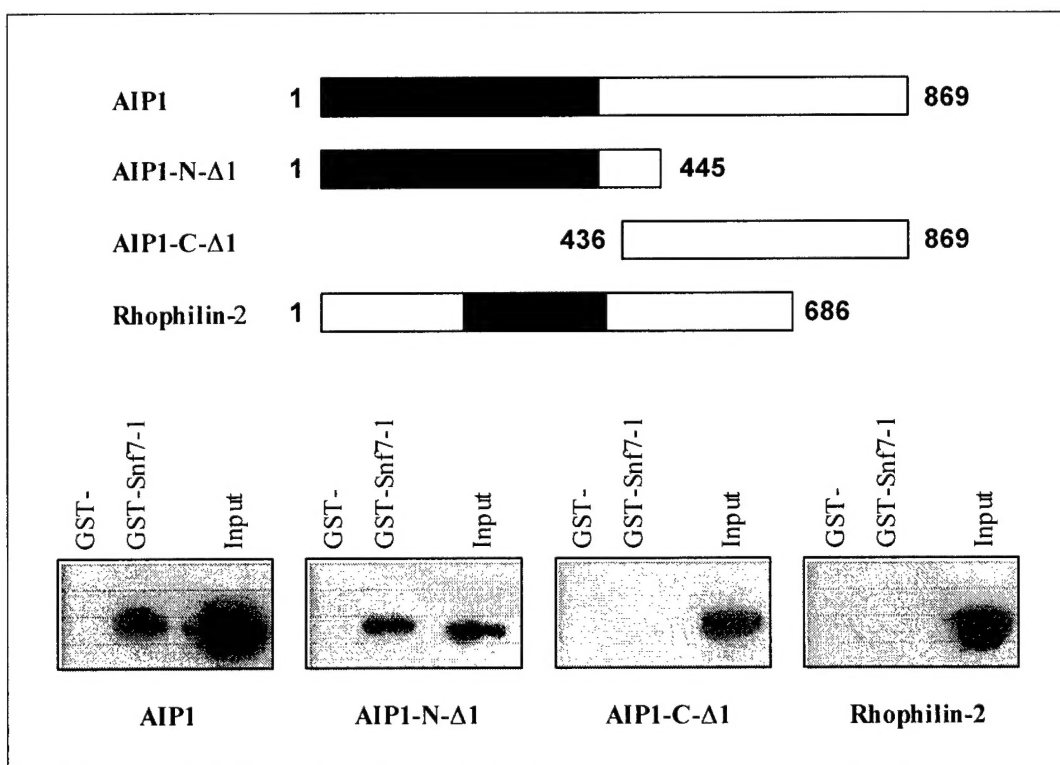 AIP1 1 869
AIP1-N-Δ1 1 445
AIP1-C-Δ1 436 869
Rhophilin-2 1 686
GST- GST-Snf7-1 Input
GST- GST-Snf7-1 Input
GST- GST-Snf7-1 Input
GST- GST-Snf7-1 Input
AIP1 AIP1-N-Δ1 AIP1-C-Δ1 Rhophilin-2